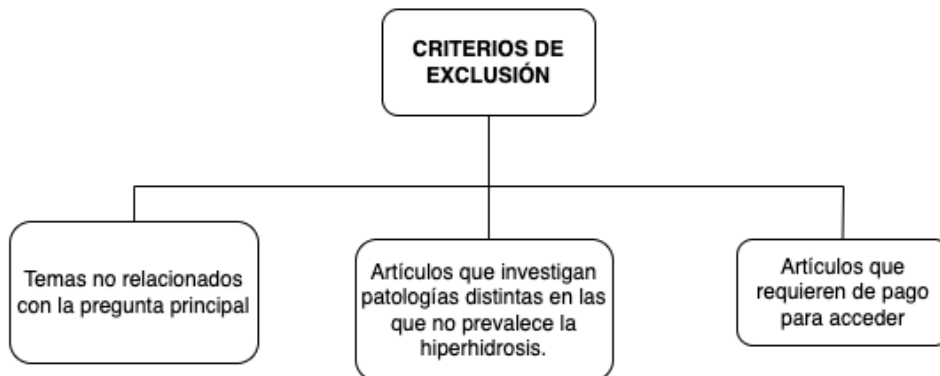 CRITERIOS DE
EXCLUSIÓN
Temas no relacionados
con la pregunta principal
Artículos que investigan
patologías distintas en las
que no prevalece la
hiperhidrosis.
Artículos que
requieren de pago
para acceder